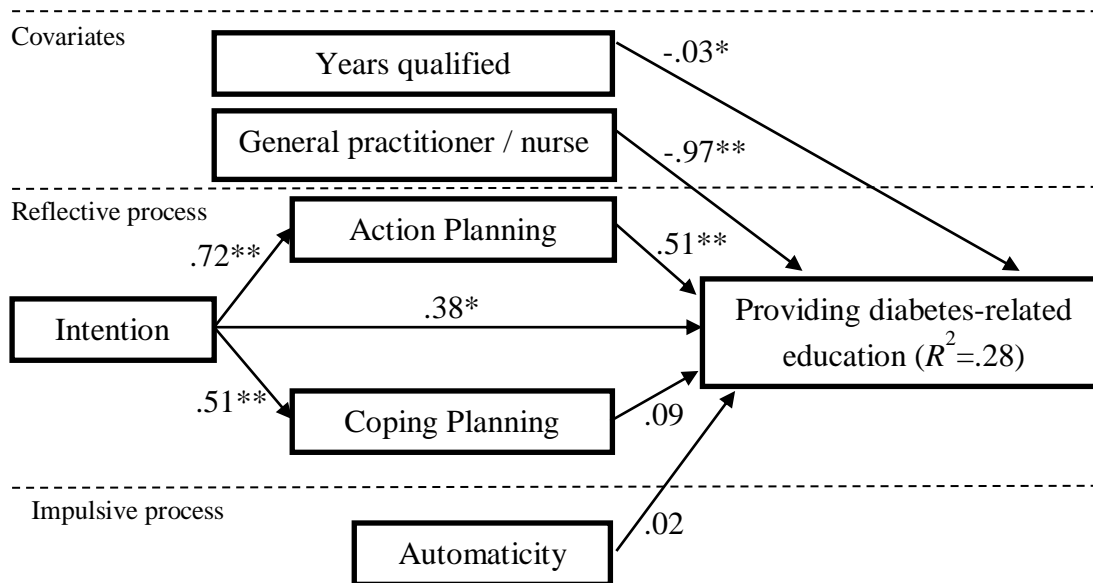 Covariates
Years qualified
-.03*
General practitioner / nurse
-.97**
Reflective process
Action Planning
.72**
.51**
Intention
.38*
Providing diabetes-related
education (R²=.28)
.51**
Coping Planning
.09
Impulsive process
.02
Automaticity